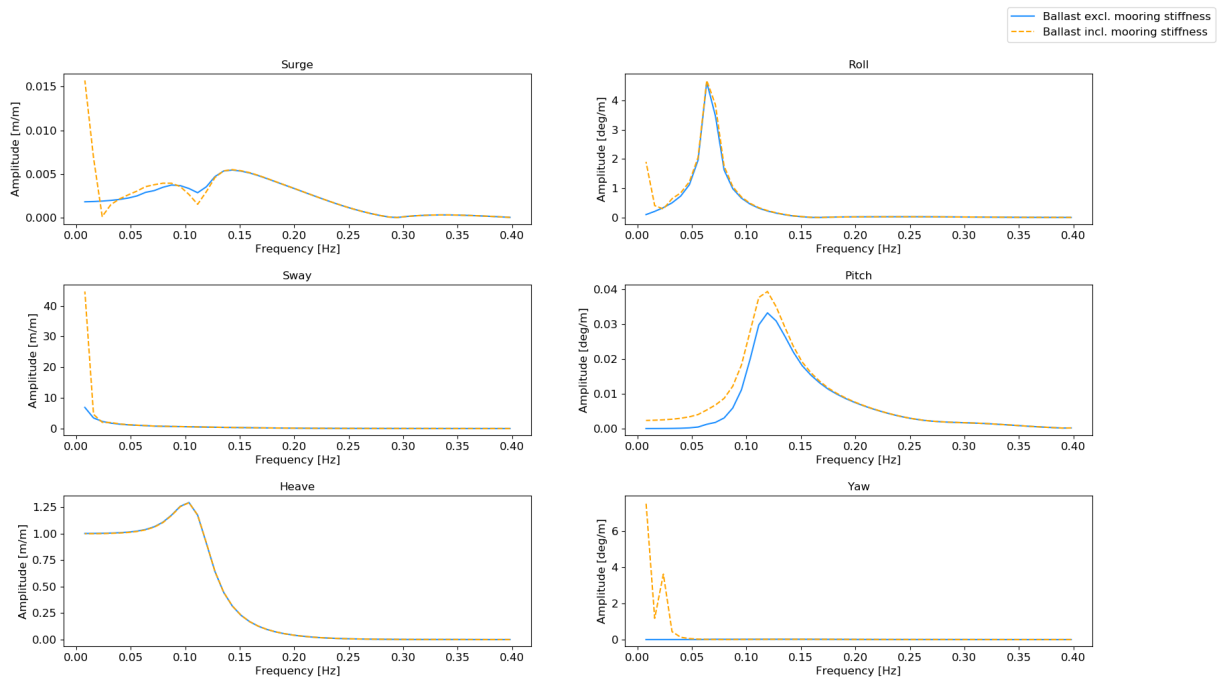 Ballast excl. mooring stiffness
Ballast incl. mooring stiffness
Surge
Amplitude [m/m]
0.015
0.010
0.005
0.000
0.00 0.05 0.10 0.15 0.20 0.25 0.30 0.35 0.40
Frequency [Hz]
Roll
Amplitude [deg/m]
4
3
2
1
0
0.00 0.05 0.10 0.15 0.20 0.25 0.30 0.35 0.40
Frequency [Hz]
Sway
Amplitude [m/m]
40
30
20
10
0
0.00 0.05 0.10 0.15 0.20 0.25 0.30 0.35 0.40
Frequency [Hz]
Pitch
Amplitude [deg/m]
0.04
0.03
0.02
0.01
0.00
0.00 0.05 0.10 0.15 0.20 0.25 0.30 0.35 0.40
Frequency [Hz]
Heave
Amplitude [m/m]
1.25
1.00
0.75
0.50
0.25
0.00
0.00 0.05 0.10 0.15 0.20 0.25 0.30 0.35 0.40
Frequency [Hz]
Yaw
Amplitude [deg/m]
6
4
2
0
0.00 0.05 0.10 0.15 0.20 0.25 0.30 0.35 0.40
Frequency [Hz]